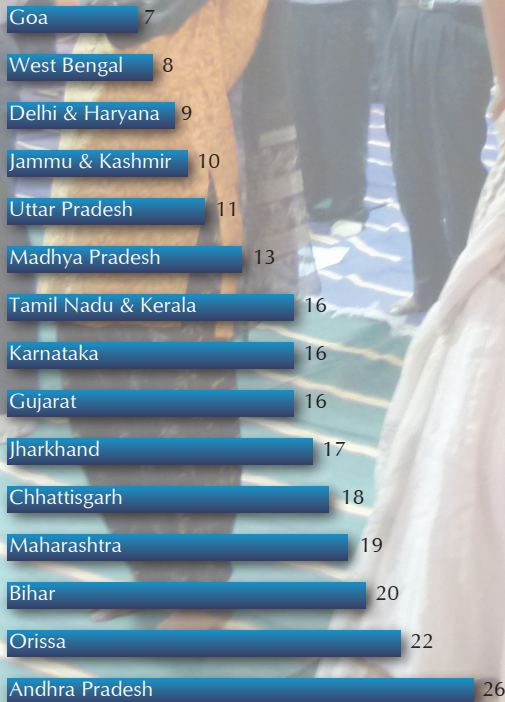 Goa 7
West Bengal 8
Delhi & Haryana 9
Jammu & Kashmir 10
Uttar Pradesh 11
Madhya Pradesh 13
Tamil Nadu & Kerala 16
Karnataka 16
Gujarat 16
Jharkhand 17
Chhattisgarh 18
Maharashtra 19
Bihar 20
Orissa 22
Andhra Pradesh 26